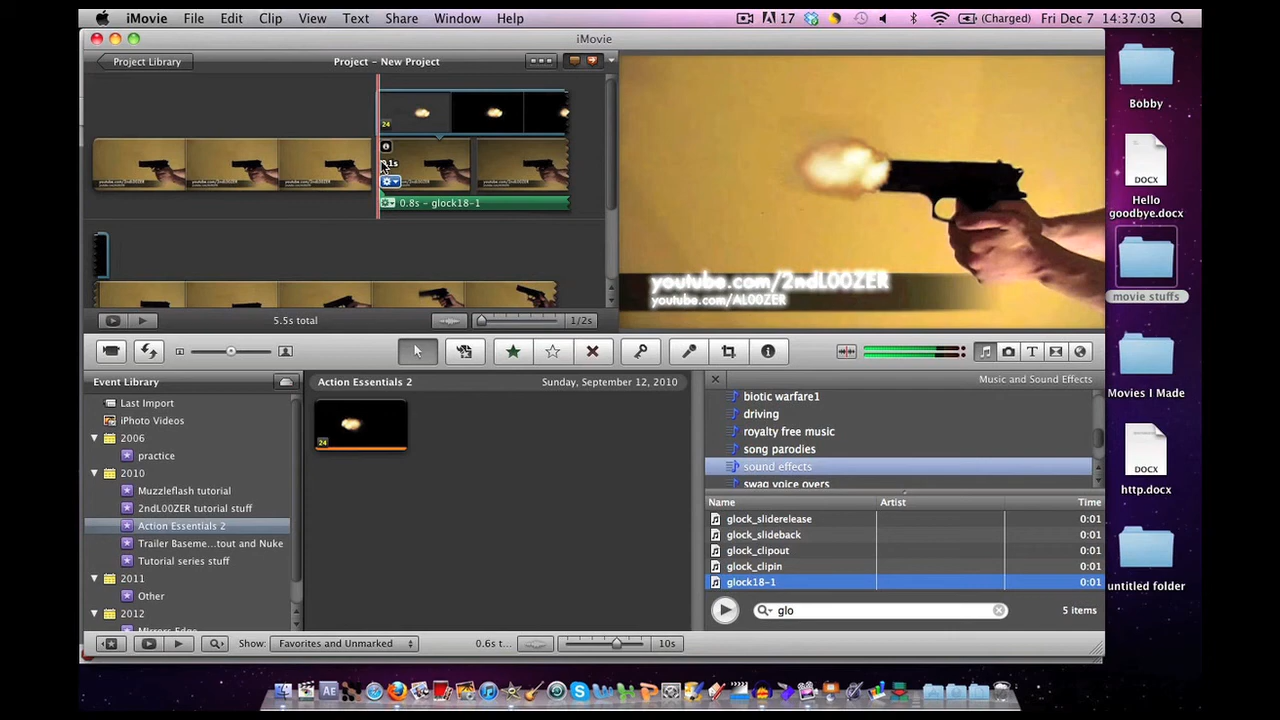 iMovie File Edit Clip View Text Share Window Help 17 (Charged) Fri Dec 7 14:37:03
iMovie
Project Library Project - New Project
24
0.8s - glock18-1
5.5s total 1/2s
youtube.com/2ndL00ZER
youtube.com/AL00ZER
Event Library
Last Import
iPhoto Videos
2006
practice
2010
Muzzleflash tutorial
2ndL00ZER tutorial stuff
Action Essentials 2
Trailer Baseme...tout and Nuke
Tutorial series stuff
2011
Other
2012
Mirrors Edge
Action Essentials 2 Sunday, September 12, 2010
24
Music and Sound Effects
biotic warfare1
driving
royalty free music
song parodies
sound effects
swag voice overs
Name Artist Time
glock_sliderelease 0:01
glock_slideback 0:01
glock_clipout 0:01
glock_clipin 0:01
glock18-1 0:01
glo 5 items
Show: Favorites and Unmarked 0.6s t... 10s
Bobby
DOCX
Hello
goodbye.docx
movie stuffs
Movies I Made
DOCX
http.docx
untitled folder